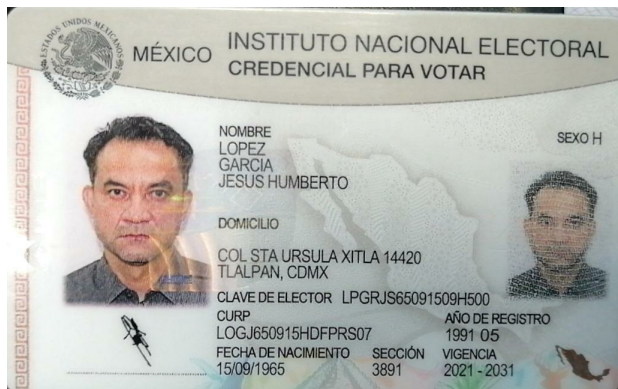 ESTADOS UNIDOS MEXICANOS
MÉXICO
INSTITUTO NACIONAL ELECTORAL
CREDENCIAL PARA VOTAR
NOMBRE
SEXO H
LOPEZ
GARCIA
JESUS HUMBERTO
DOMICILIO
COL STA URSULA XITLA 14420
TLALPAN, CDMX
CLAVE DE ELECTOR LPGRJS65091509H500
CURP
AÑO DE REGISTRO
LOGJ650915HDFPRS07
1991 05
FECHA DE NACIMIENTO SECCIÓN VIGENCIA
15/09/1965 3891 2021 - 2031